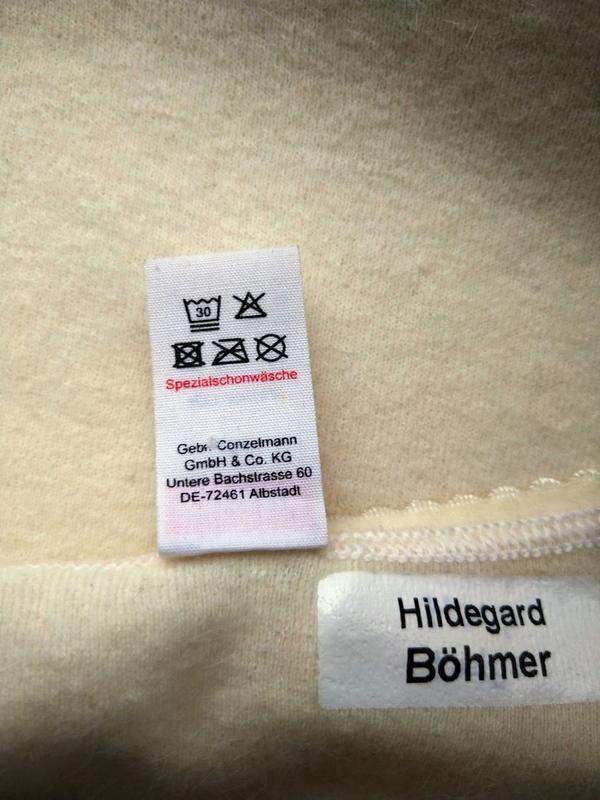 30
Spezialschonwäsche
Gebr. Conzelmann
GmbH & Co. KG
Untere Bachstrasse 60
DE-72461 Albstadt
Hildegard
Böhmer